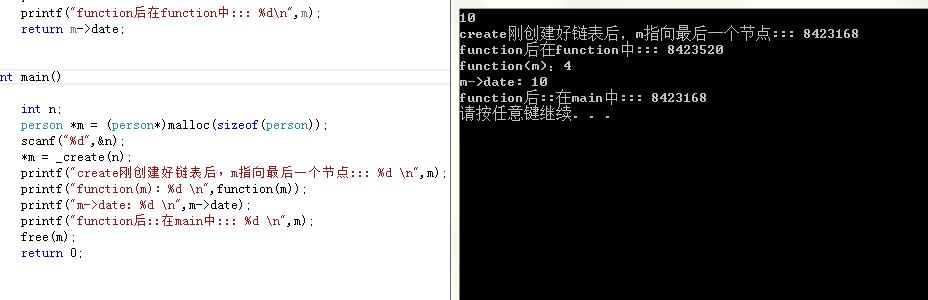 printf("function后在function中::: %d\n",m);
return m->date;
nt main()
int n;
person *m = (person*)malloc(sizeof(person));
scanf("%d",&n);
*m = _create(n);
printf("create刚创建好链表后，m指向最后一个节点::: %d \n",m);
printf("function(m)：%d \n",function(m));
printf("m->date: %d \n",m->date);
printf("function后::在main中::: %d \n",m);
free(m);
return 0;
10
create刚创建好链表后，m指向最后一个节点::: 8423168
function后在function中::: 8423520
function(m)：4
m->date: 10
function后::在main中::: 8423168
请按任意键继续. . .